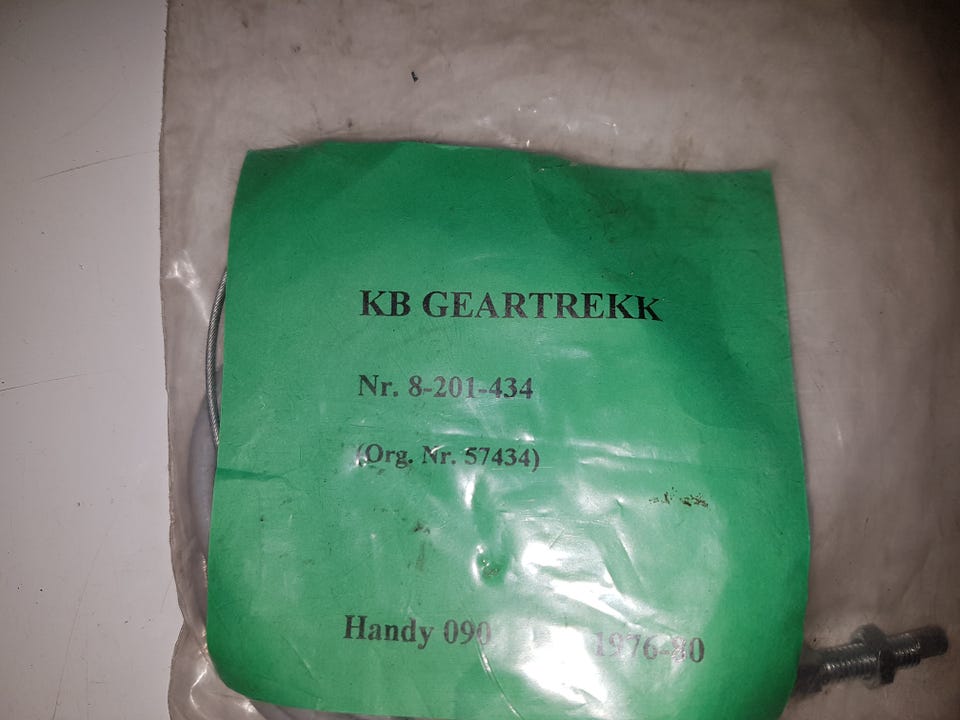 KB GEARTREKK
Nr. 8-201-434
(Org. Nr. 57434)
Handy 090 1976-80